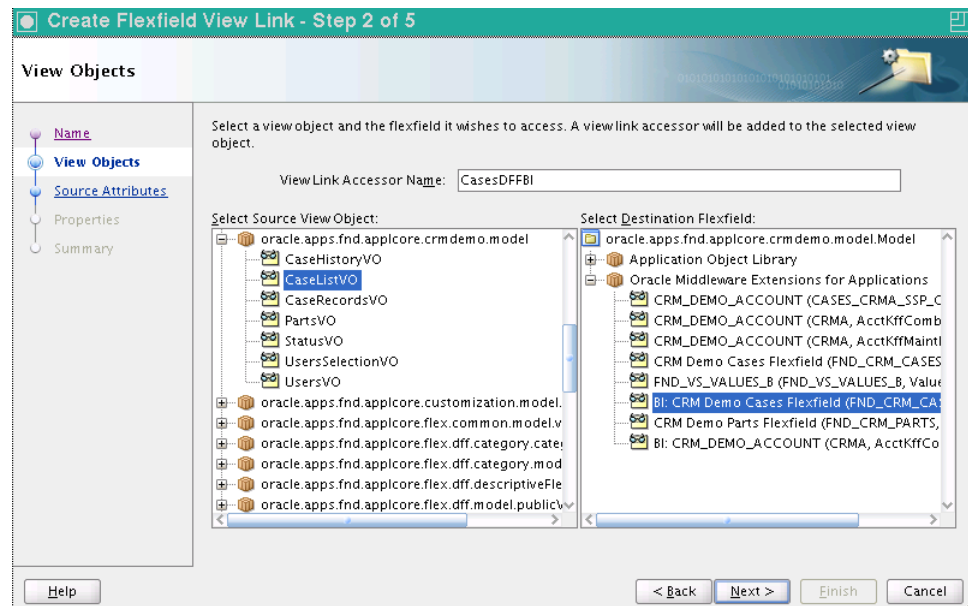 Create Flexfield View Link - Step 2 of 5
View Objects
Name
View Objects
Source Attributes
Properties
Summary
Select a view object and the flexfield it wishes to access. A view link accessor will be added to the selected view
object.
View Link Accessor Name: CasesDFFBI
Select Source View Object:
oracle.apps.fnd.applcore.crmdemo.model
CaseHistoryVO
CaseListVO
CaseRecordsVO
PartsVO
StatusVO
UsersSelectionVO
UsersVO
oracle.apps.fnd.applcore.customization.model.
oracle.apps.fnd.applcore.flex.common.model.v
oracle.apps.fnd.applcore.flex.dff.category.cate
oracle.apps.fnd.applcore.flex.dff.category.mod
oracle.apps.fnd.applcore.flex.dff.descriptiveFle
oracle.apps.fnd.applcore.flex.dff.model.publicV
Select Destination Flexfield:
oracle.apps.fnd.applcore.crmdemo.model.Model
Application Object Library
Oracle Middleware Extensions for Applications
CRM_DEMO_ACCOUNT (CASES_CRMA_SSP_C
CRM_DEMO_ACCOUNT (CRMA, AcctKffComb
CRM_DEMO_ACCOUNT (CRMA, AcctKffMaint
CRM Demo Cases Flexfield (FND_CRM_CASES
FND_VS_VALUES_B (FND_VS_VALUES_B, Value
BI: CRM Demo Cases Flexfield (FND_CRM_CA
CRM Demo Parts Flexfield (FND_CRM_PARTS,
BI: CRM_DEMO_ACCOUNT (CRMA, AcctKffCo
Help
< Back
Next >
Finish
Cancel